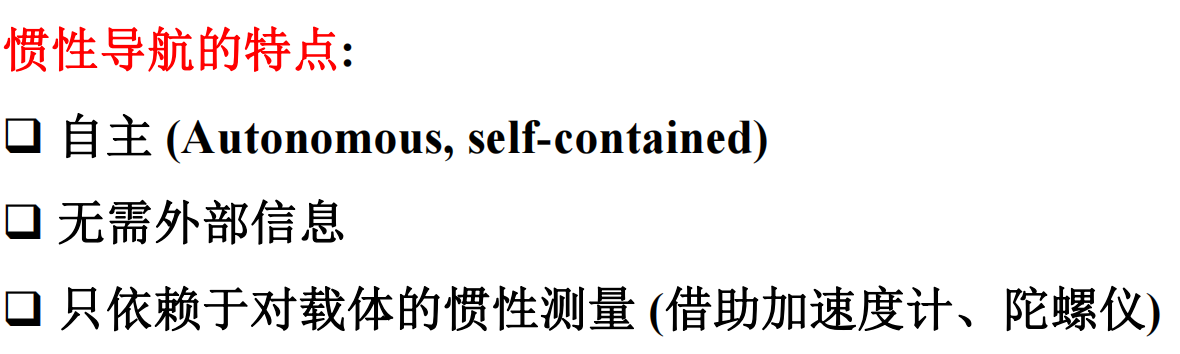 惯性导航的特点:
❑ 自主 (Autonomous, self-contained)
❑ 无需外部信息
❑ 只依赖于对载体的惯性测量 (借助加速度计、陀螺仪)